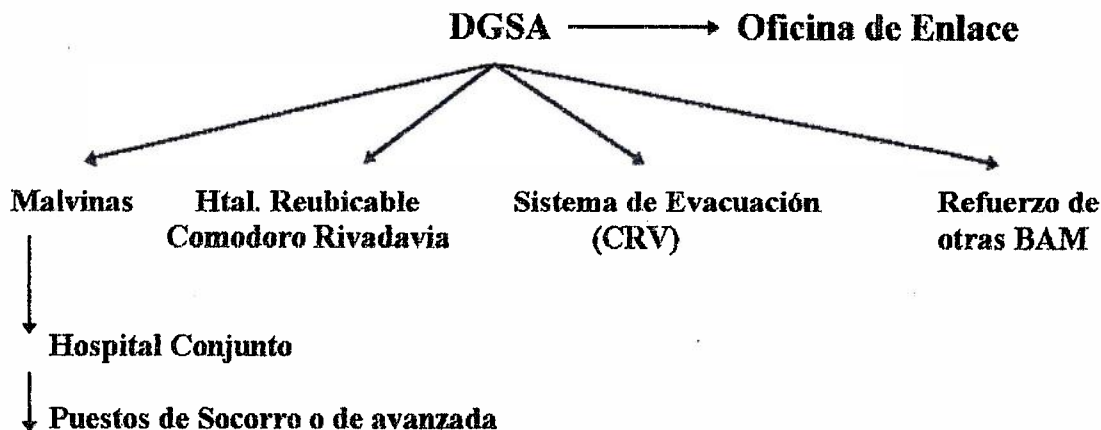 DGSA
Oficina de Enlace
Malvinas
Htal. Reubicable
Comodoro Rivadavia
Sistema de Evacuación
(CRV)
Refuerzo de
otras BAM
Hospital Conjunto
Puestos de Socorro o de avanzada